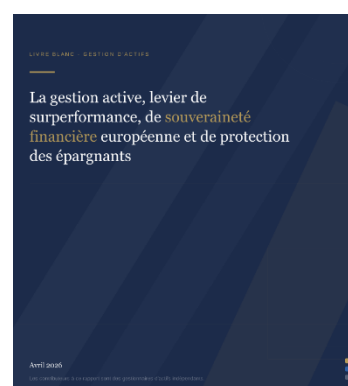 LIVRE BLANC · GESTION D'ACTIFS
La gestion active, levier de
surperformance, de souveraineté
financière européenne et de protection
des épargnants
Avril 2026